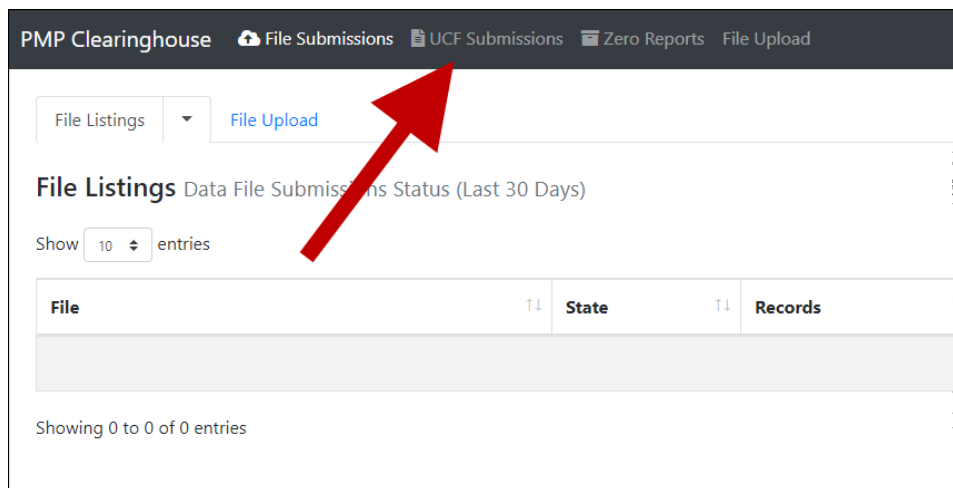 PMP Clearinghouse File Submissions UCF Submissions Zero Reports File Upload
File Listings File Upload
File Listings Data File Submissions Status (Last 30 Days)
Show 10 entries
File State Records
Showing 0 to 0 of 0 entries